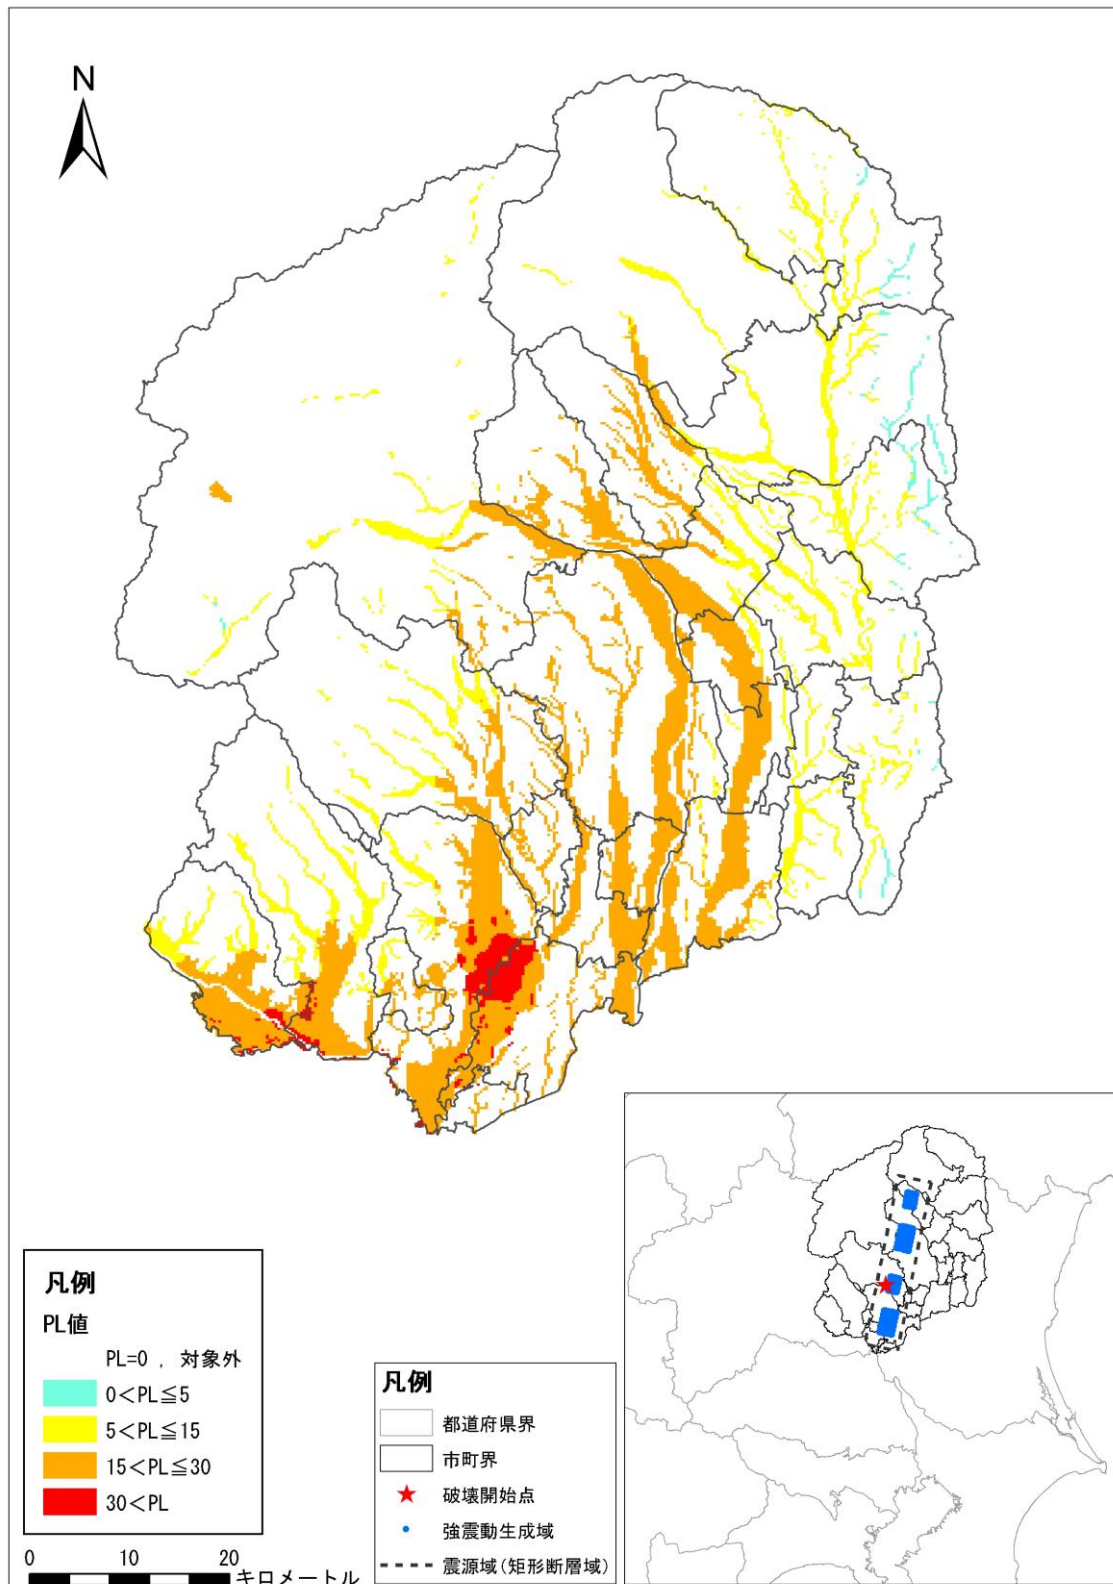 N
凡例
PL値
PL=0 , 対象外
0<PL≦5
5<PL≦15
15<PL≦30
30<PL
0 10 20
キロメートル
凡例
都道府県界
市町界
破壊開始点
強震動生成域
震源域(矩形断層域)